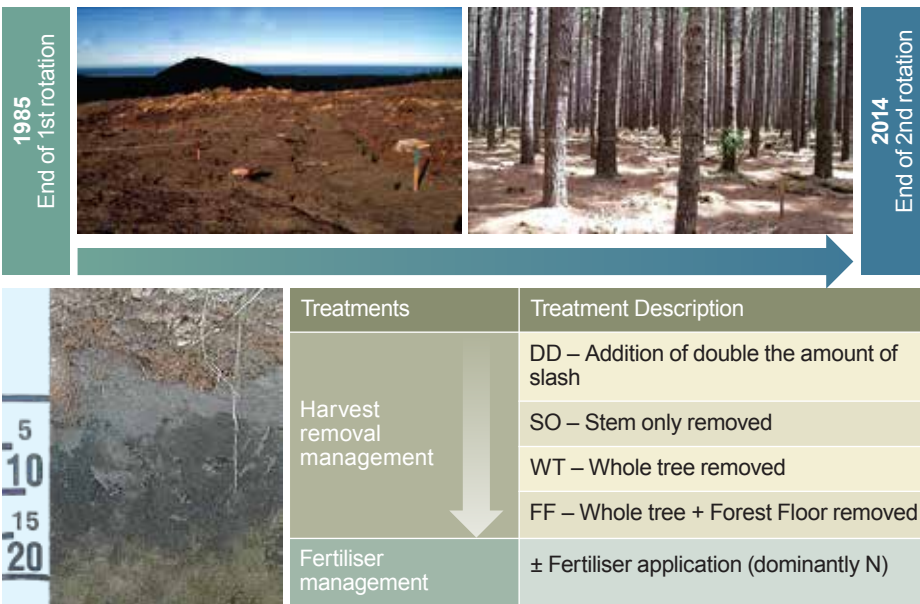 1985
End of 1st rotation
2014
End of 2nd rotation
5
10
15
20
Treatments
Treatment Description
Harvest
removal
management
DD – Addition of double the amount of
slash
SO – Stem only removed
WT – Whole tree removed
FF – Whole tree + Forest Floor removed
Fertiliser
management
± Fertiliser application (dominantly N)